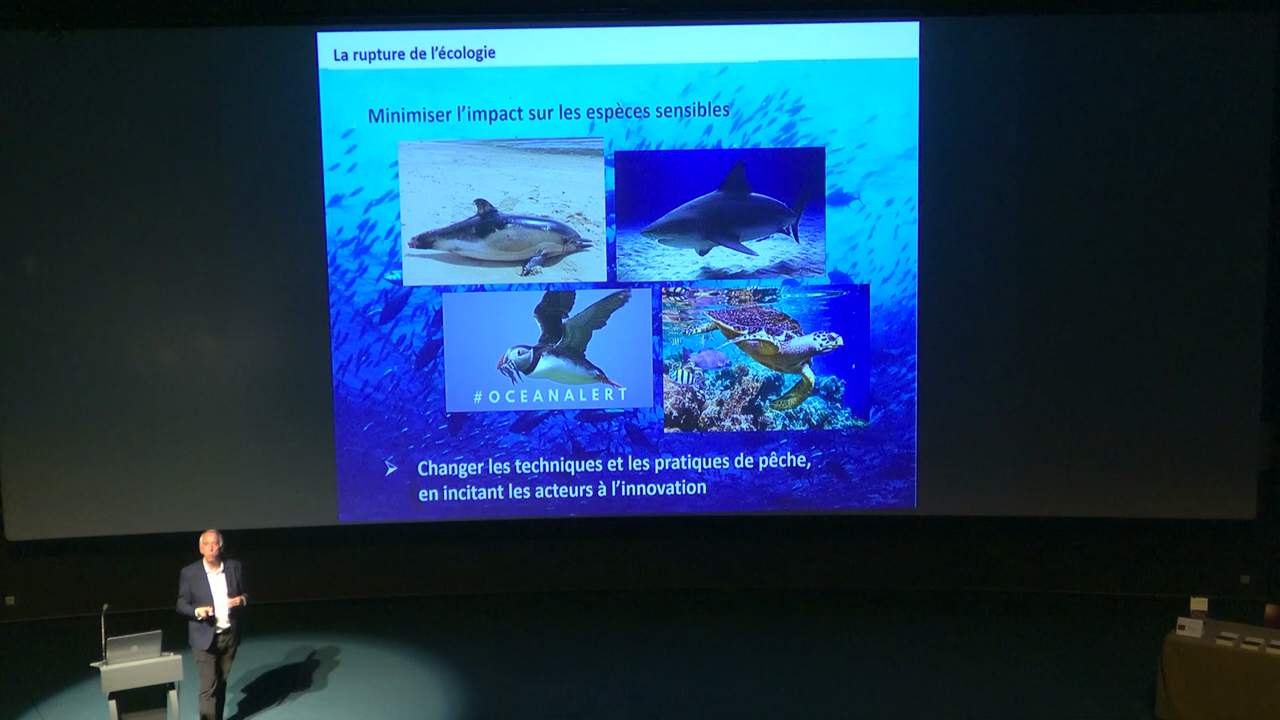 La rupture de l'écologie
Minimiser l'impact sur les espèces sensibles
#OCEANALERT
➢ Changer les techniques et les pratiques de pêche,
en incitant les acteurs à l'innovation